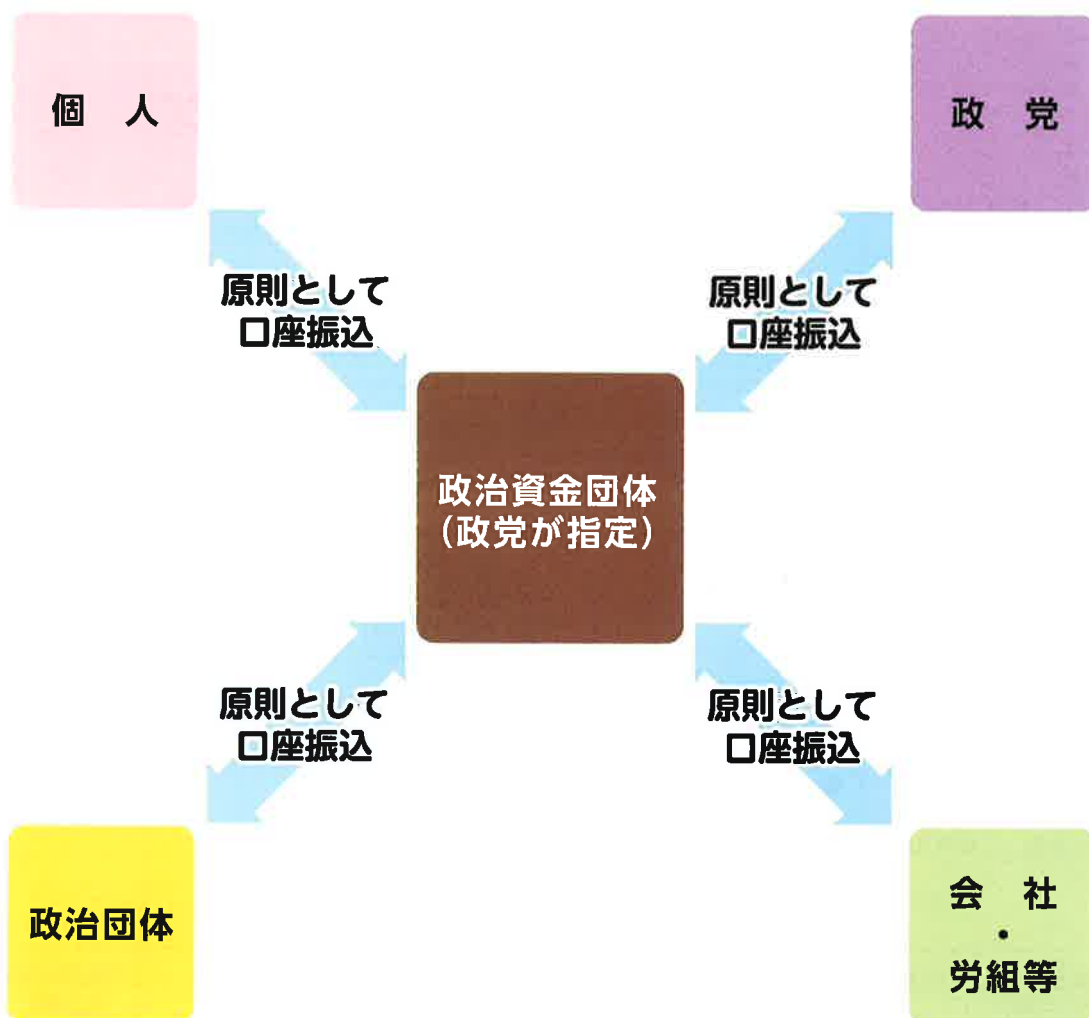 個　人
政　党
原則として
口座振込
原則として
口座振込
政治資金団体
（政党が指定）
原則として
口座振込
原則として
口座振込
政治団体
会　社
・
労組等